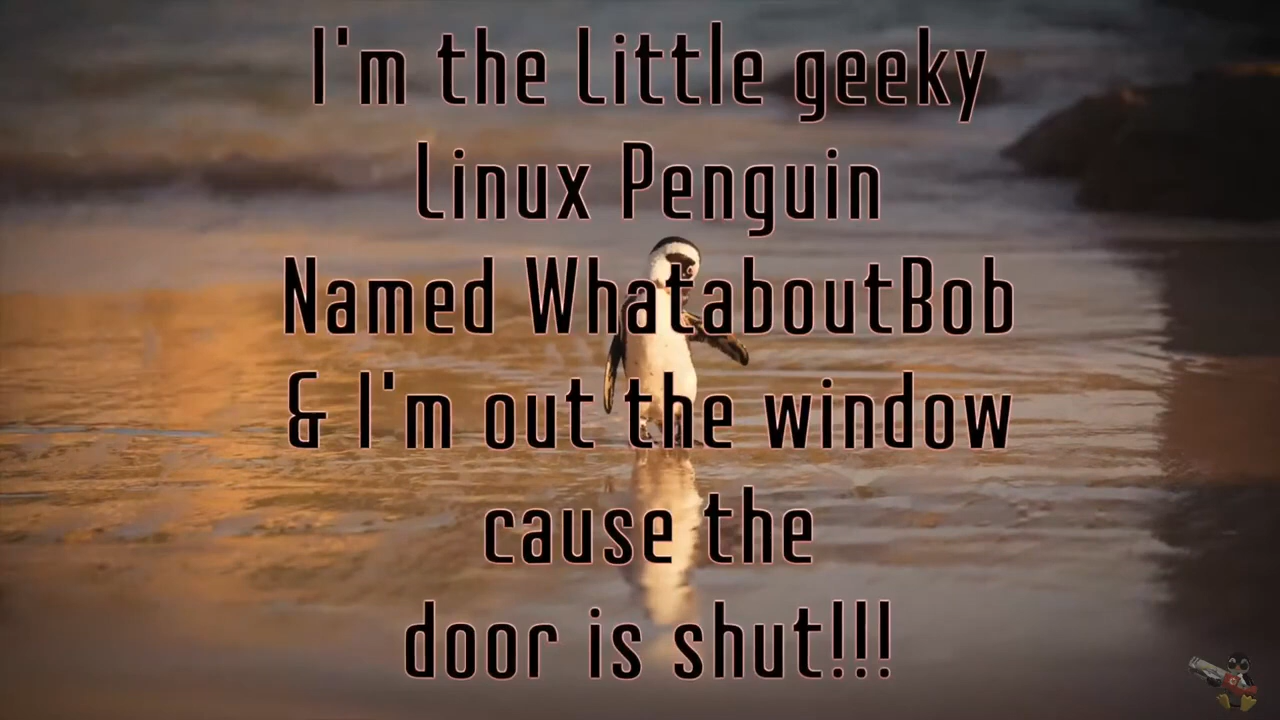 I'm the Little geeky
Linux Penguin
Named WhataboutBob
& I'm out the window
cause the
door is shut!!!